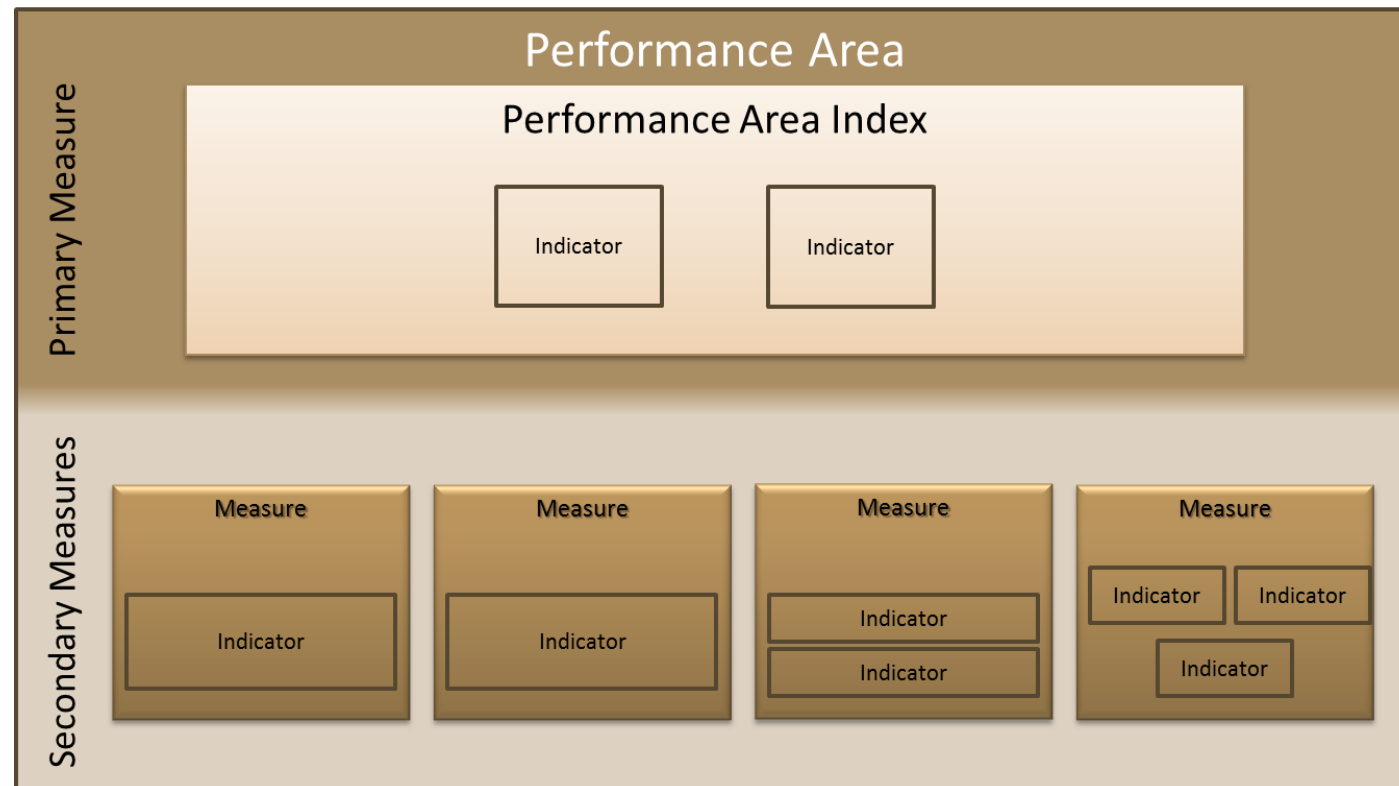 Performance Area
Primary Measure
Performance Area Index
Indicator
Indicator
Secondary Measures
Measure
Indicator
Measure
Indicator
Measure
Indicator
Indicator
Measure
Indicator
Indicator
Indicator